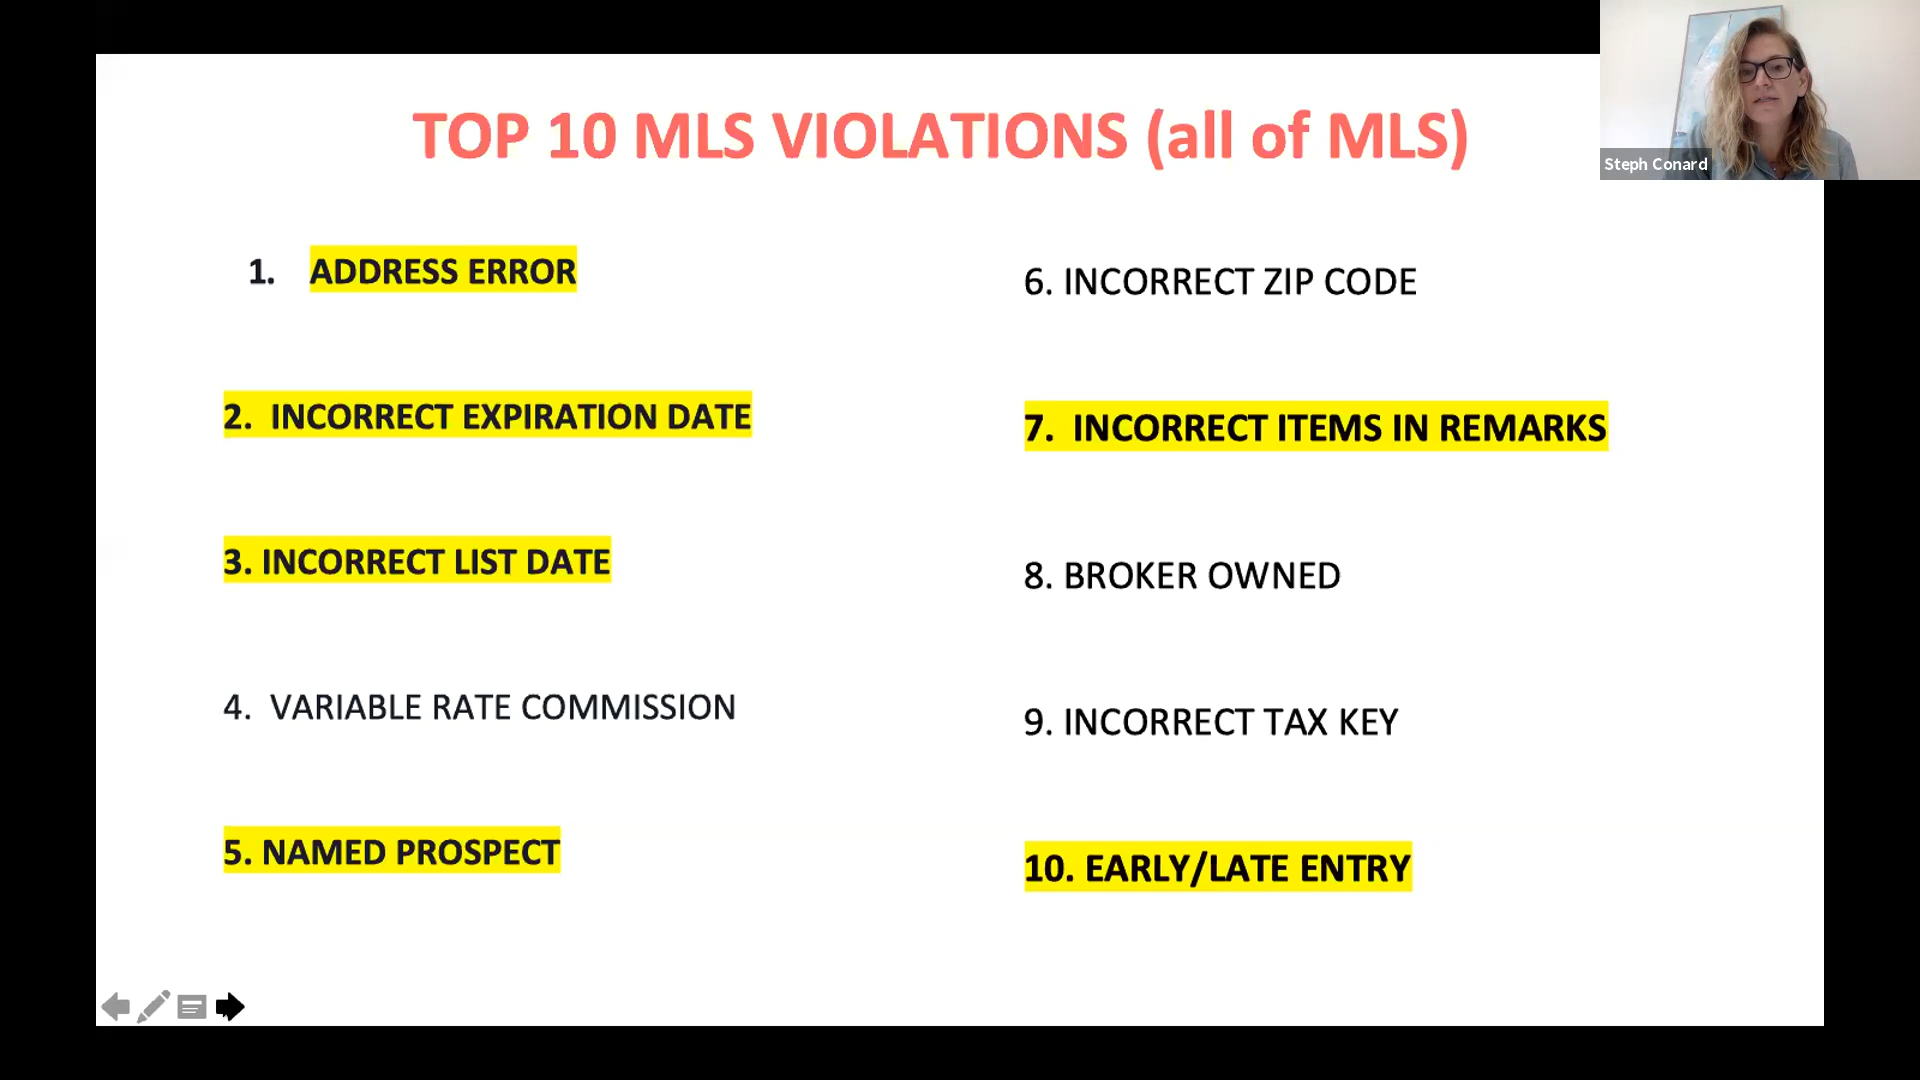 TOP 10 MLS VIOLATIONS (all of MLS)
Steph Conard
1. ADDRESS ERROR
2. INCORRECT EXPIRATION DATE
3. INCORRECT LIST DATE
4. VARIABLE RATE COMMISSION
5. NAMED PROSPECT
6. INCORRECT ZIP CODE
7. INCORRECT ITEMS IN REMARKS
8. BROKER OWNED
9. INCORRECT TAX KEY
10. EARLY/LATE ENTRY